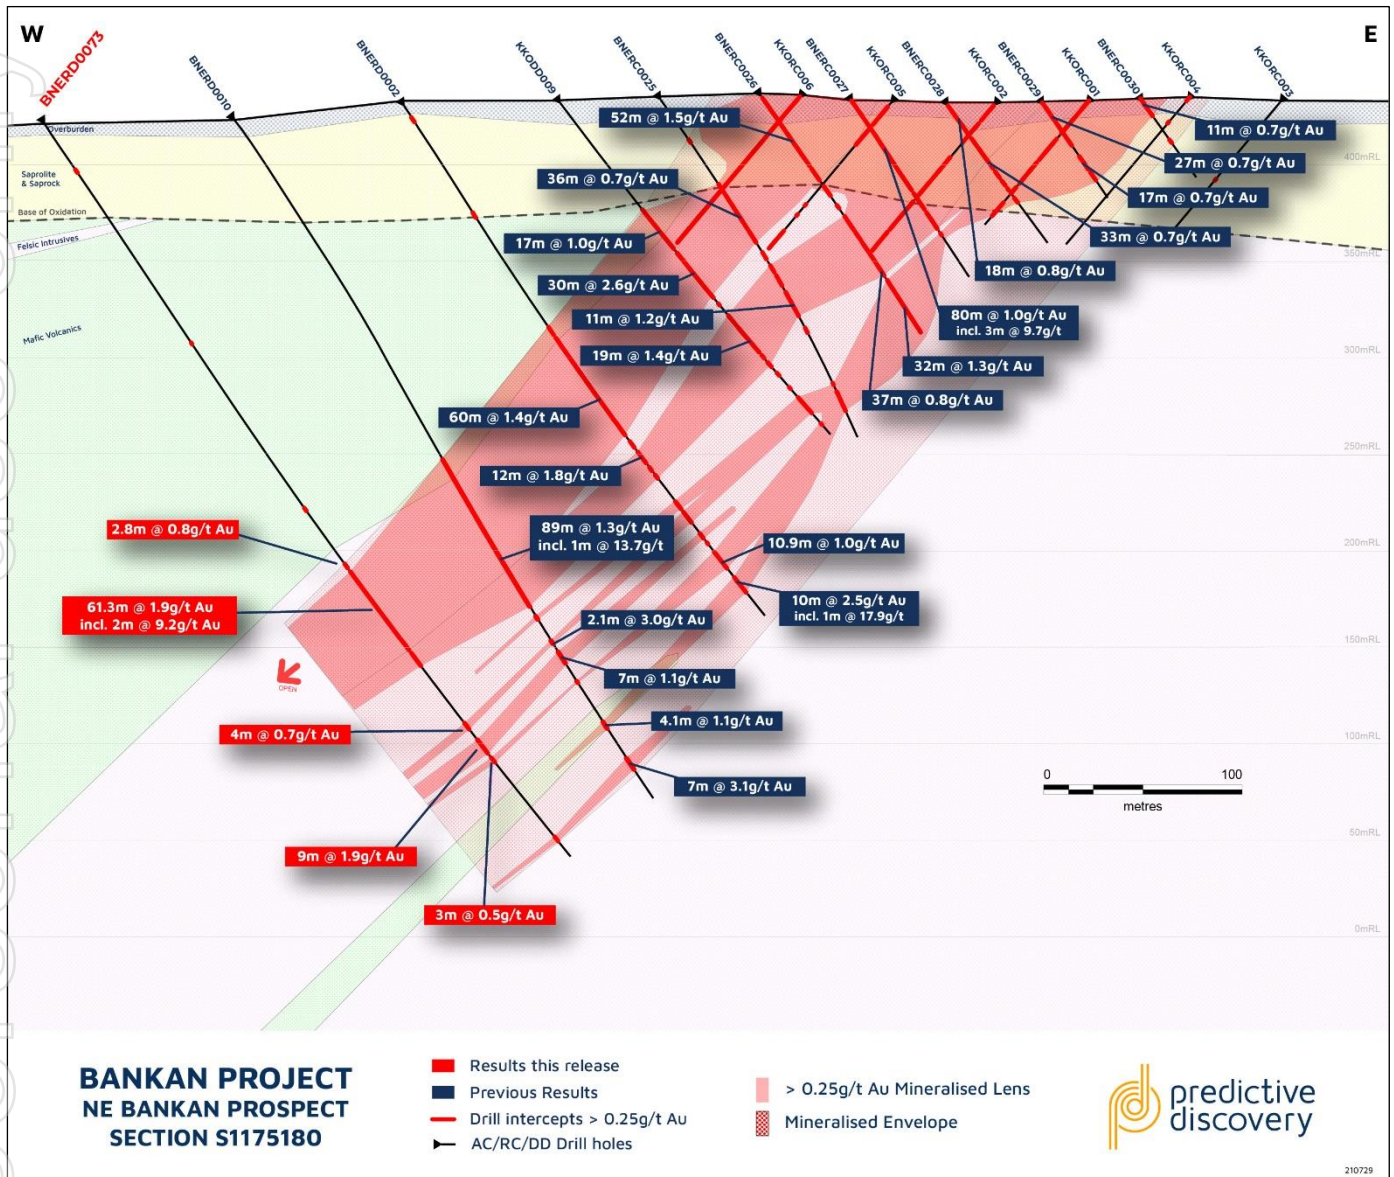 W
E
BNERD0073
BNERD0010
BNERD0002
KKODD009
BNERC0025
BNERC0026
KKORC006
BNERC0027
KKORC005
BNERC0028
KKORC002
BNERC0029
KKORC001
BNERC0030
KKORC004
KKORC003
Overburden
Saprolite
& Saprock
Base of Oxidation
Felsic Intrusives
Mafic Volcanics
52m @ 1.5g/t Au
36m @ 0.7g/t Au
17m @ 1.0g/t Au
30m @ 2.6g/t Au
11m @ 1.2g/t Au
19m @ 1.4g/t Au
60m @ 1.4g/t Au
12m @ 1.8g/t Au
89m @ 1.3g/t Au
incl. 1m @ 13.7g/t
11m @ 0.7g/t Au
27m @ 0.7g/t Au
17m @ 0.7g/t Au
33m @ 0.7g/t Au
18m @ 0.8g/t Au
80m @ 1.0g/t Au
incl. 3m @ 9.7g/t
32m @ 1.3g/t Au
37m @ 0.8g/t Au
10.9m @ 1.0g/t Au
10m @ 2.5g/t Au
incl. 1m @ 17.9g/t
2.1m @ 3.0g/t Au
7m @ 1.1g/t Au
4.1m @ 1.1g/t Au
7m @ 3.1g/t Au
2.8m @ 0.8g/t Au
61.3m @ 1.9g/t Au
incl. 2m @ 9.2g/t Au
OPEN
4m @ 0.7g/t Au
9m @ 1.9g/t Au
3m @ 0.5g/t Au
400mRL
350mRL
300mRL
250mRL
200mRL
150mRL
100mRL
50mRL
0mRL
0 100
metres
BANKAN PROJECT
NE BANKAN PROSPECT
SECTION S1175180
Results this release
Previous Results
Drill intercepts > 0.25g/t Au
AC/RC/DD Drill holes
> 0.25g/t Au Mineralised Lens
Mineralised Envelope
predictive
discovery
210729